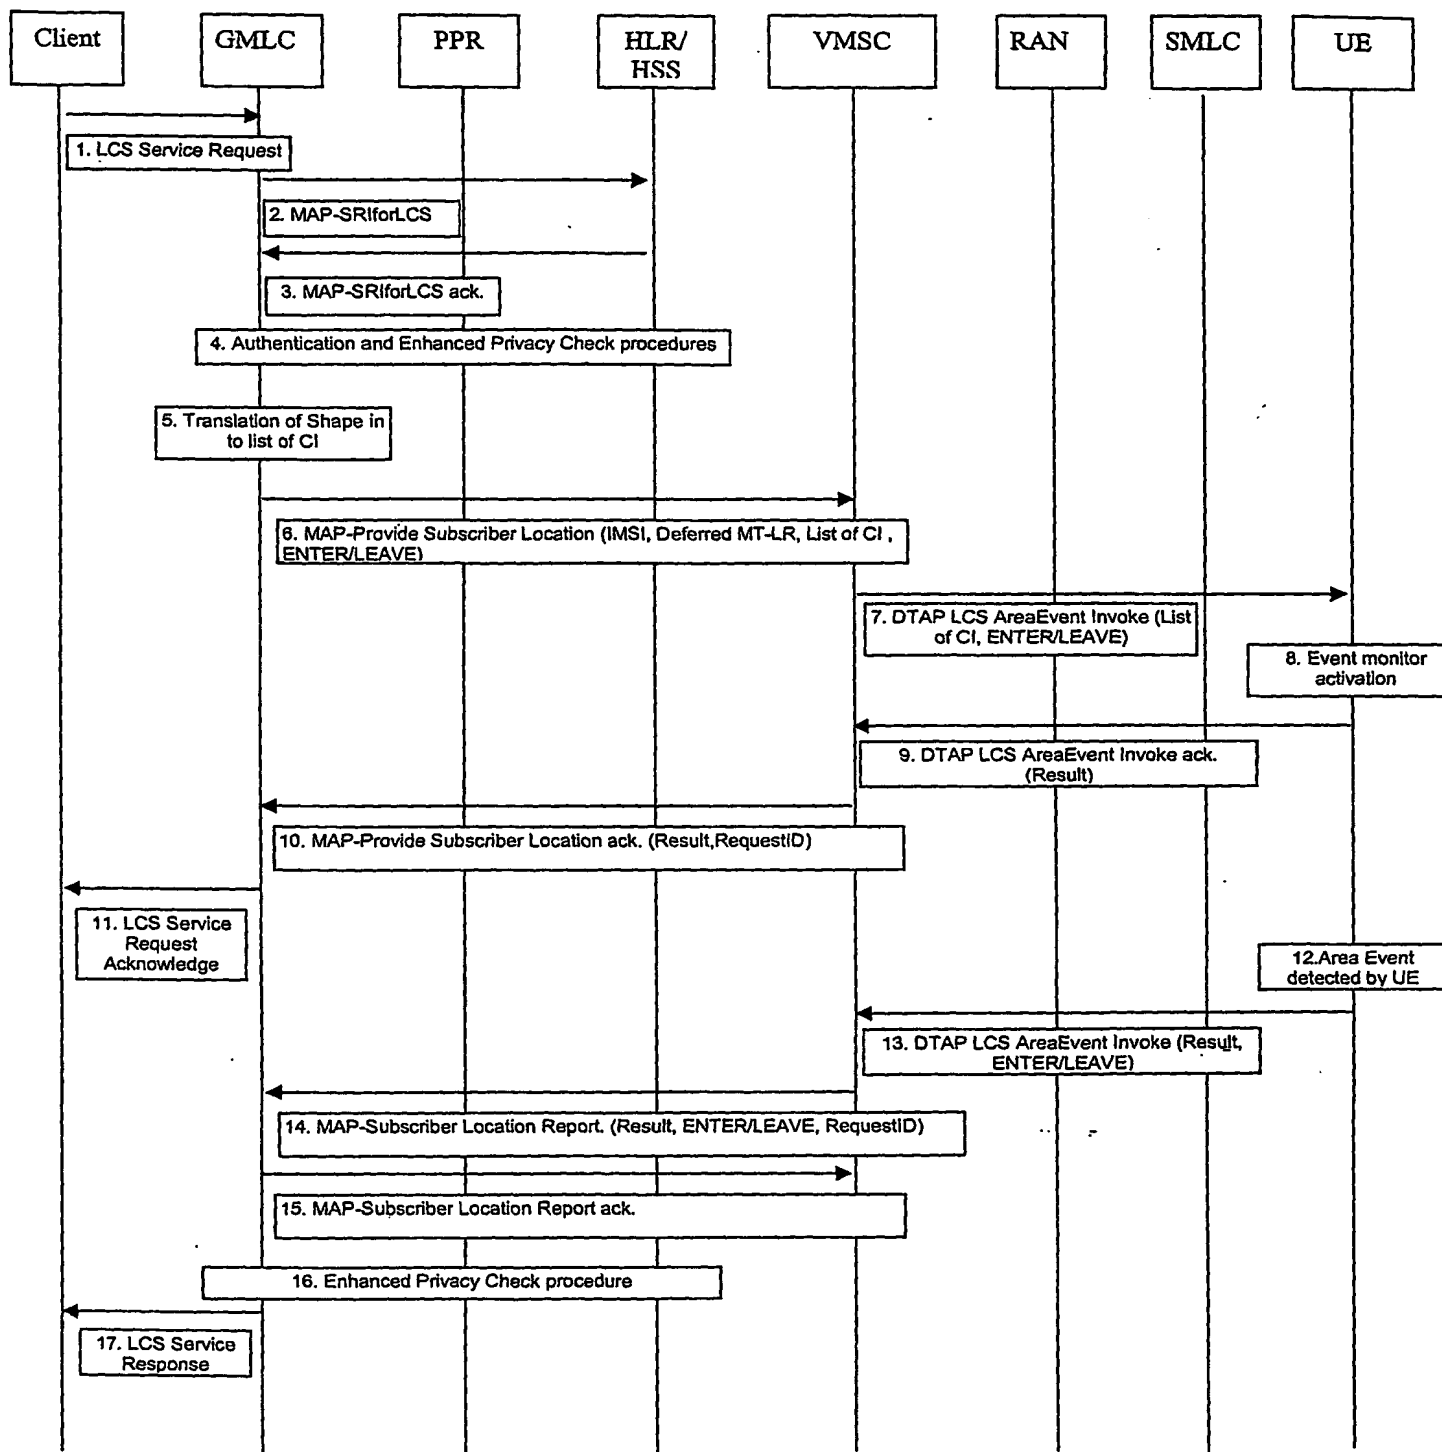 Client
GMLC
PPR
HLR/
HSS
VMSC
RAN
SMLC
UE
1. LCS Service Request
2. MAP-SRIforLCS
3. MAP-SRIforLCS ack.
4. Authentication and Enhanced Privacy Check procedures
5. Translation of Shape in
to list of CI
6. MAP-Provide Subscriber Location (IMSI, Deferred MT-LR, List of CI ,
ENTER/LEAVE)
7. DTAP LCS AreaEvent Invoke (List
of CI, ENTER/LEAVE)
8. Event monitor
activation
9. DTAP LCS AreaEvent Invoke ack.
(Result)
10. MAP-Provide Subscriber Location ack. (Result,RequestID)
11. LCS Service
Request
Acknowledge
12.Area Event
detected by UE
13. DTAP LCS AreaEvent Invoke (Result,
ENTER/LEAVE)
14. MAP-Subscriber Location Report. (Result, ENTER/LEAVE, RequestID)
15. MAP-Subscriber Location Report ack.
16. Enhanced Privacy Check procedure
17. LCS Service
Response